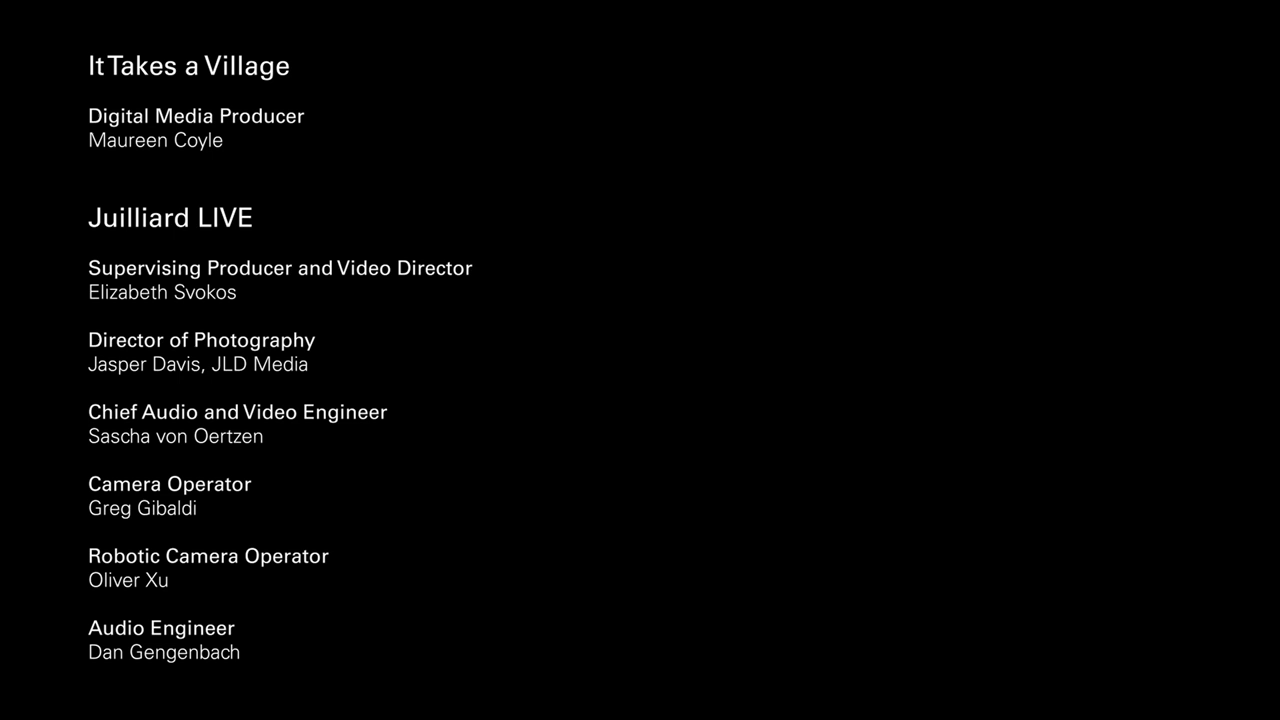 It Takes a Village
Digital Media Producer
Maureen Coyle
Juilliard LIVE
Supervising Producer and Video Director
Elizabeth Svokos
Director of Photography
Jasper Davis, JLD Media
Chief Audio and Video Engineer
Sascha von Oertzen
Camera Operator
Greg Gibaldi
Robotic Camera Operator
Oliver Xu
Audio Engineer
Dan Gengenbach